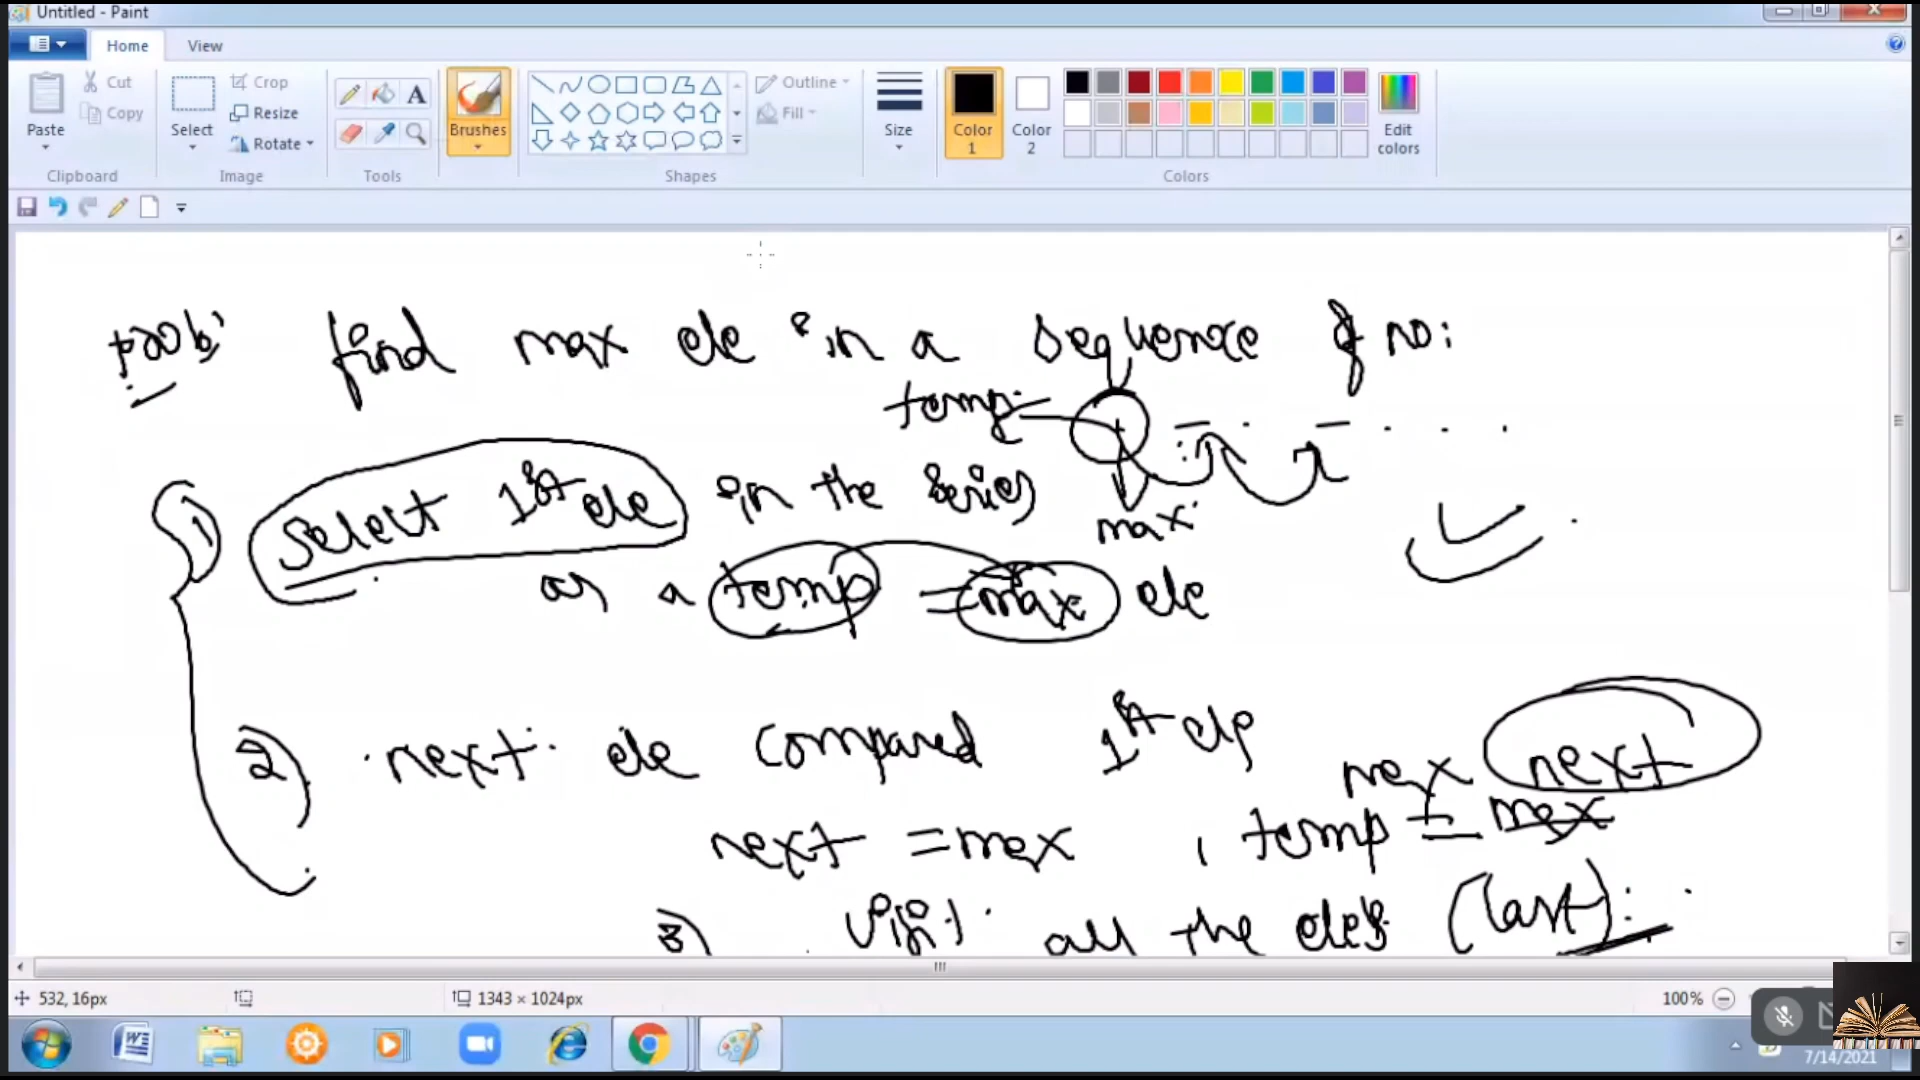 Untitled - Paint
Home View
Paste Cut Copy Select Crop Resize Rotate Brushes Outline Fill Size Color 1 Color 2 Edit colors
Clipboard Image Tools Shapes Colors
prob: find max ele in a sequence of no:
temp
1) select 1st ele in the series
max
as a temp = max ele
2) next ele compared 1st ele
max next
next = max , temp = max
3) visit all the ele's (last):
532, 16px 1343 × 1024px 100%
7/14/2021